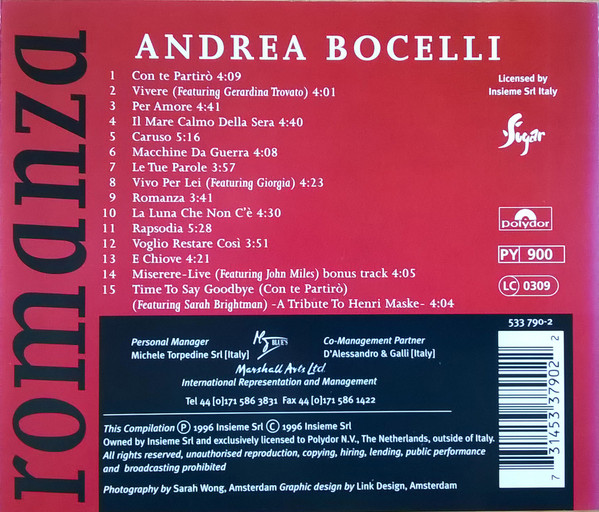 romanza
ANDREA BOCELLI
1 Con te Partirò 4:09
2 Vivere (Featuring Gerardina Trovato) 4:01
3 Per Amore 4:41
4 Il Mare Calmo Della Sera 4:40
5 Caruso 5:16
6 Macchine Da Guerra 4:08
7 Le Tue Parole 3:57
8 Vivo Per Lei (Featuring Giorgia) 4:23
9 Romanza 3:41
10 La Luna Che Non C'è 4:30
11 Rapsodia 5:28
12 Voglio Restare Così 3:51
13 E Chiove 4:21
14 Miserere-Live (Featuring John Miles) bonus track 4:05
15 Time To Say Goodbye (Con te Partirò)
(Featuring Sarah Brightman) -A Tribute To Henri Maske- 4:04
Licensed by
Insieme Srl Italy
Sugar
polydor
PY 900
LC 0309
533 790-2
Personal Manager
Michele Torpedine Srl [Italy]
BLUE'S
Co-Management Partner
D'Alessandro & Galli [Italy]
Marshall Arts Ltd
International Representation and Management
Tel 44 [0]171 586 3831 Fax 44 [0]171 586 1422
This Compilation Ⓟ 1996 Insieme Srl Ⓒ 1996 Insieme Srl
Owned by Insieme Srl and exclusively licensed to Polydor N.V., The Netherlands, outside of Italy.
All rights reserved, unauthorised reproduction, copying, hiring, lending, public performance
and broadcasting prohibited
Photography by Sarah Wong, Amsterdam Graphic design by Link Design, Amsterdam
7 31453 37902 2